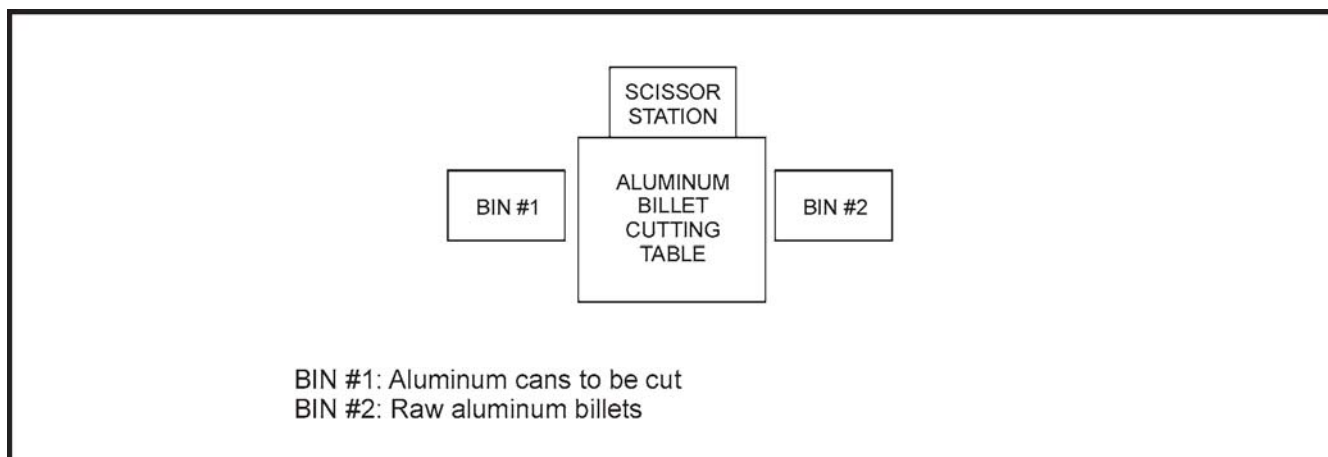 SCISSOR
STATION
ALUMINUM
BILLET
CUTTING
TABLE
BIN #1
BIN #2
BIN #1: Aluminum cans to be cut
BIN #2: Raw aluminum billets